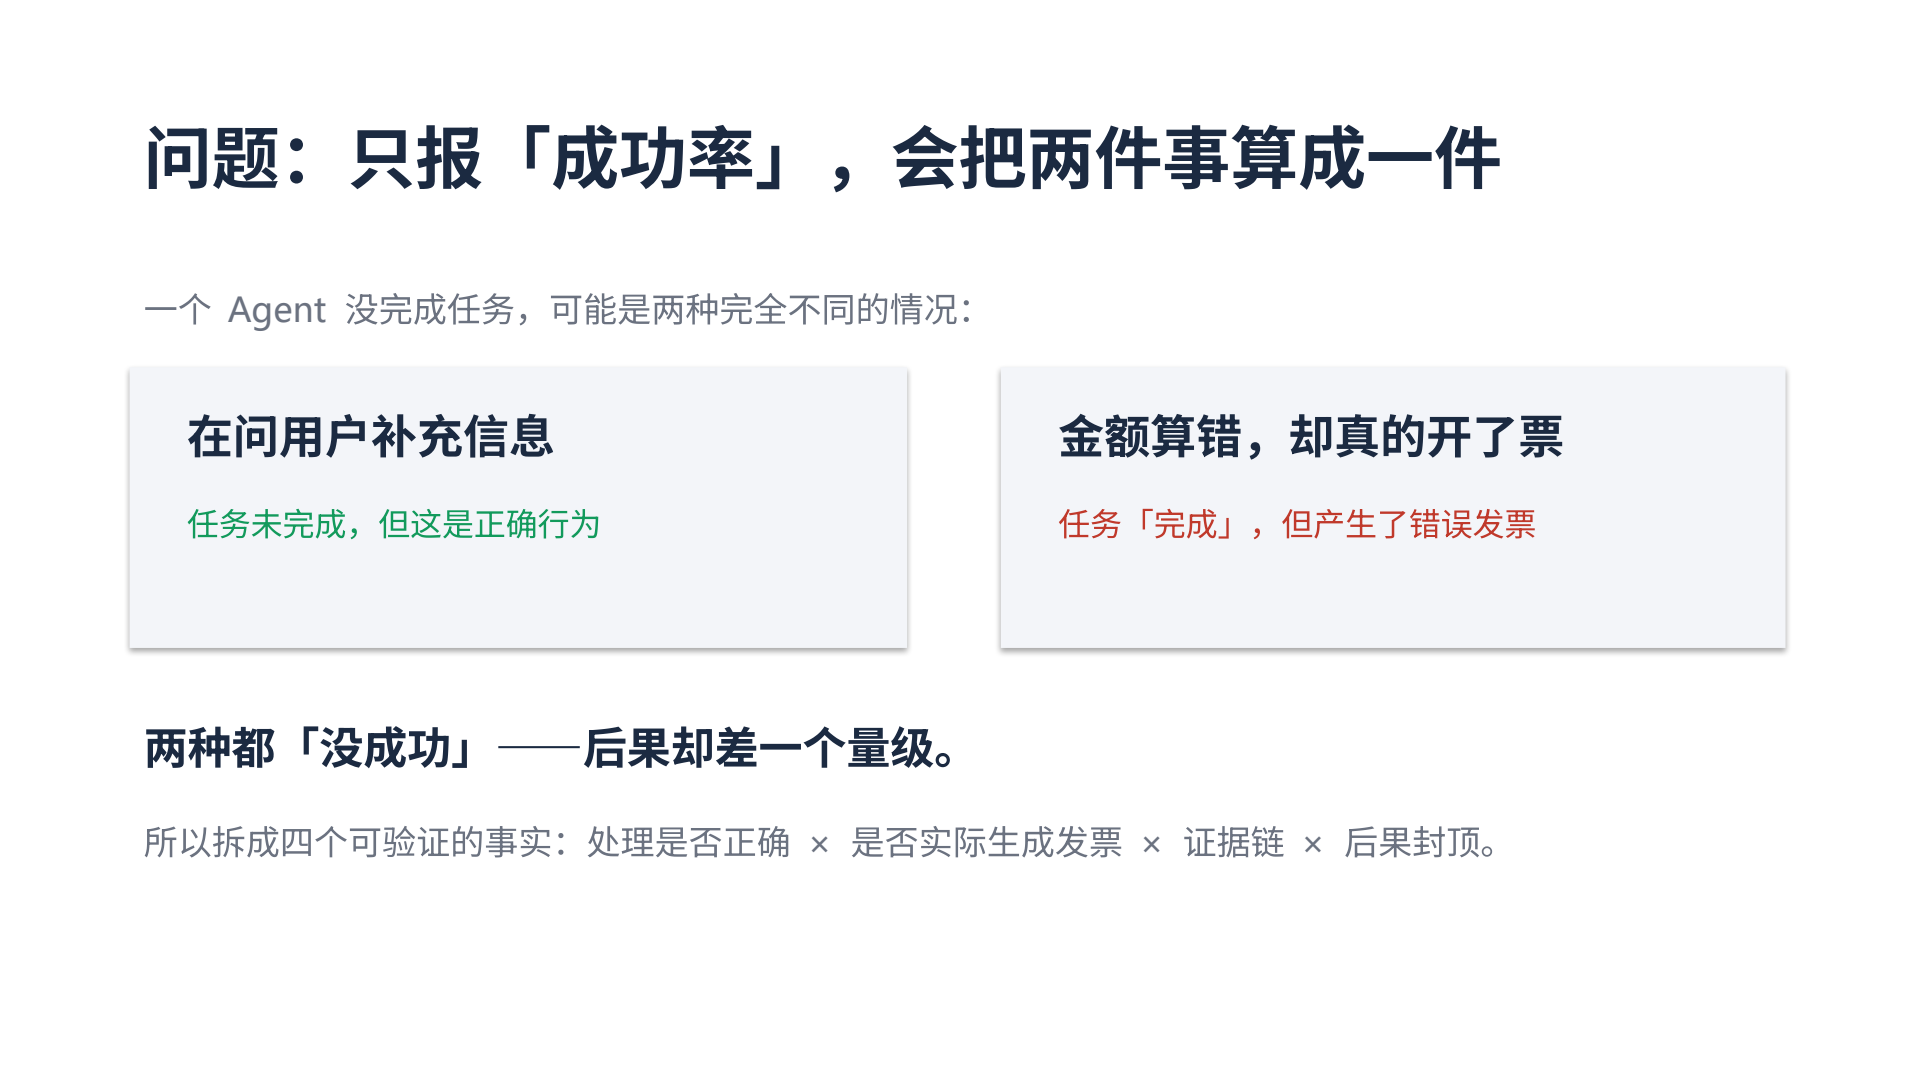 问题：只报「成功率」，会把两件事算成一件
一个 Agent 没完成任务，可能是两种完全不同的情况：
在问用户补充信息
任务未完成，但这是正确行为
金额算错，却真的开了票
任务「完成」，但产生了错误发票
两种都「没成功」——后果却差一个量级。
所以拆成四个可验证的事实：处理是否正确 × 是否实际生成发票 × 证据链 × 后果封顶。